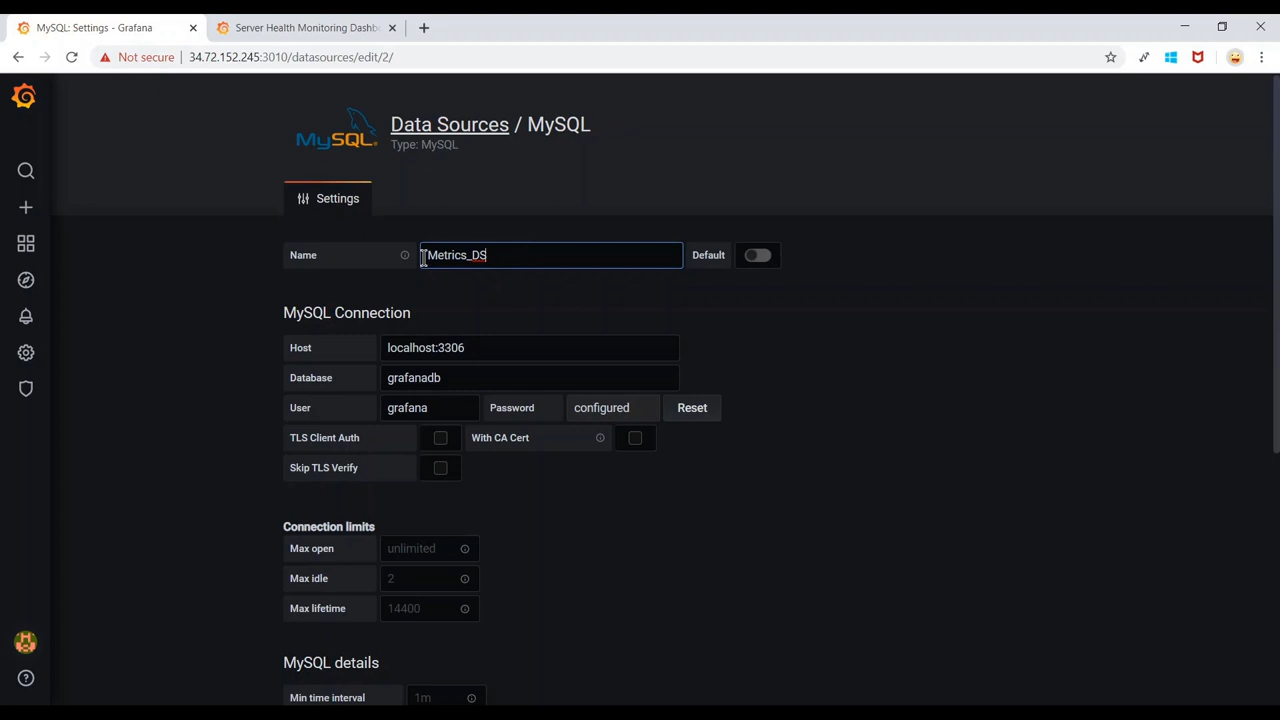 MySQL: Settings - Grafana
Server Health Monitoring Dashb
Not secure
34.72.152.245:3010/datasources/edit/2/
MySQL
Data Sources / MySQL
Type: MySQL
Settings
Name
Metrics_DS
Default
MySQL Connection
Host
localhost:3306
Database
grafanadb
User
grafana
Password
configured
Reset
TLS Client Auth
With CA Cert
Skip TLS Verify
Connection limits
Max open
unlimited
Max idle
2
Max lifetime
14400
MySQL details
Min time interval
1m